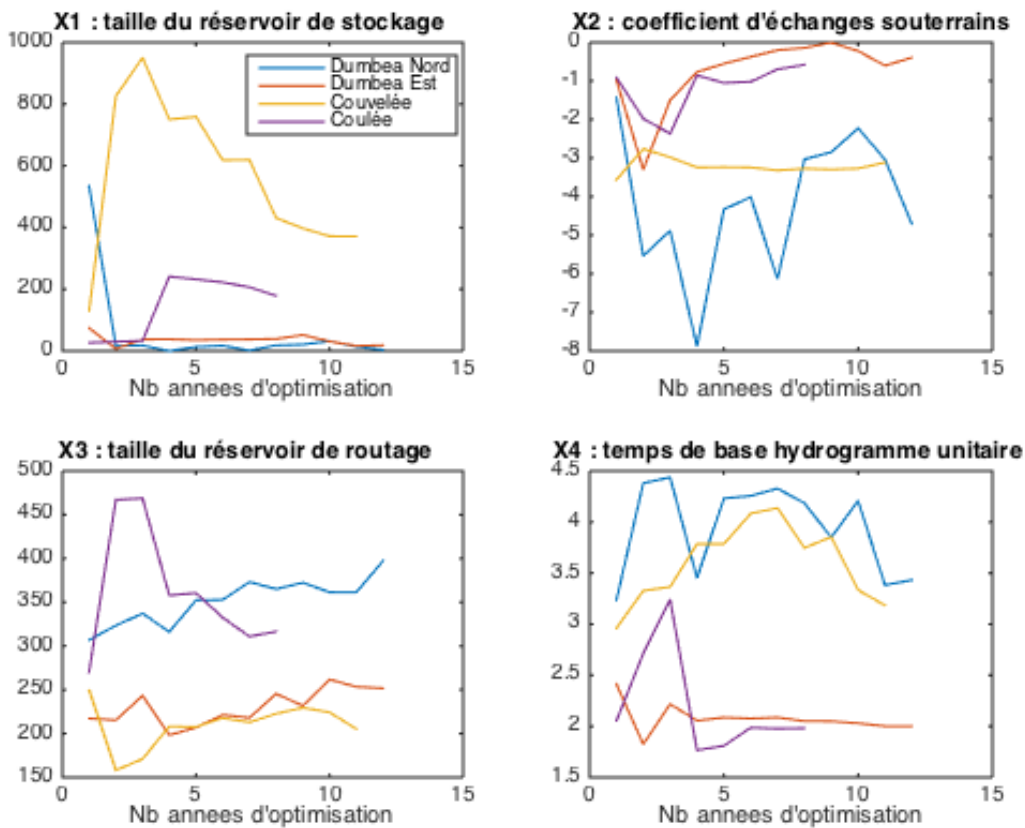 X1 : taille du réservoir de stockage
1000
800
600
400
200
0
0 5 10 15
Nb annees d'optimisation
Dumbea Nord
Dumbea Est
Couvelée
Coulée
X2 : coefficient d'échanges souterrains
0
-1
-2
-3
-4
-5
-6
-7
-8
0 5 10 15
Nb annees d'optimisation
X3 : taille du réservoir de routage
500
450
400
350
300
250
200
150
0 5 10 15
Nb annees d'optimisation
X4 : temps de base hydrogramme unitaire
4.5
4
3.5
3
2.5
2
1.5
0 5 10 15
Nb annees d'optimisation